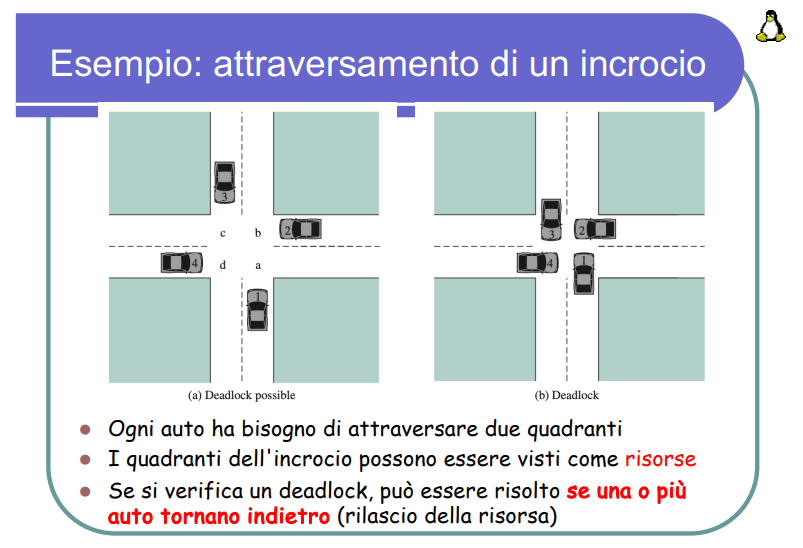 Esempio: attraversamento di un incrocio
3
c b 2
4 d a
1
(a) Deadlock possible
3 2
4 1
(b) Deadlock
Ogni auto ha bisogno di attraversare due quadranti
I quadranti dell'incrocio possono essere visti come risorse
Se si verifica un deadlock, può essere risolto se una o più
auto tornano indietro (rilascio della risorsa)